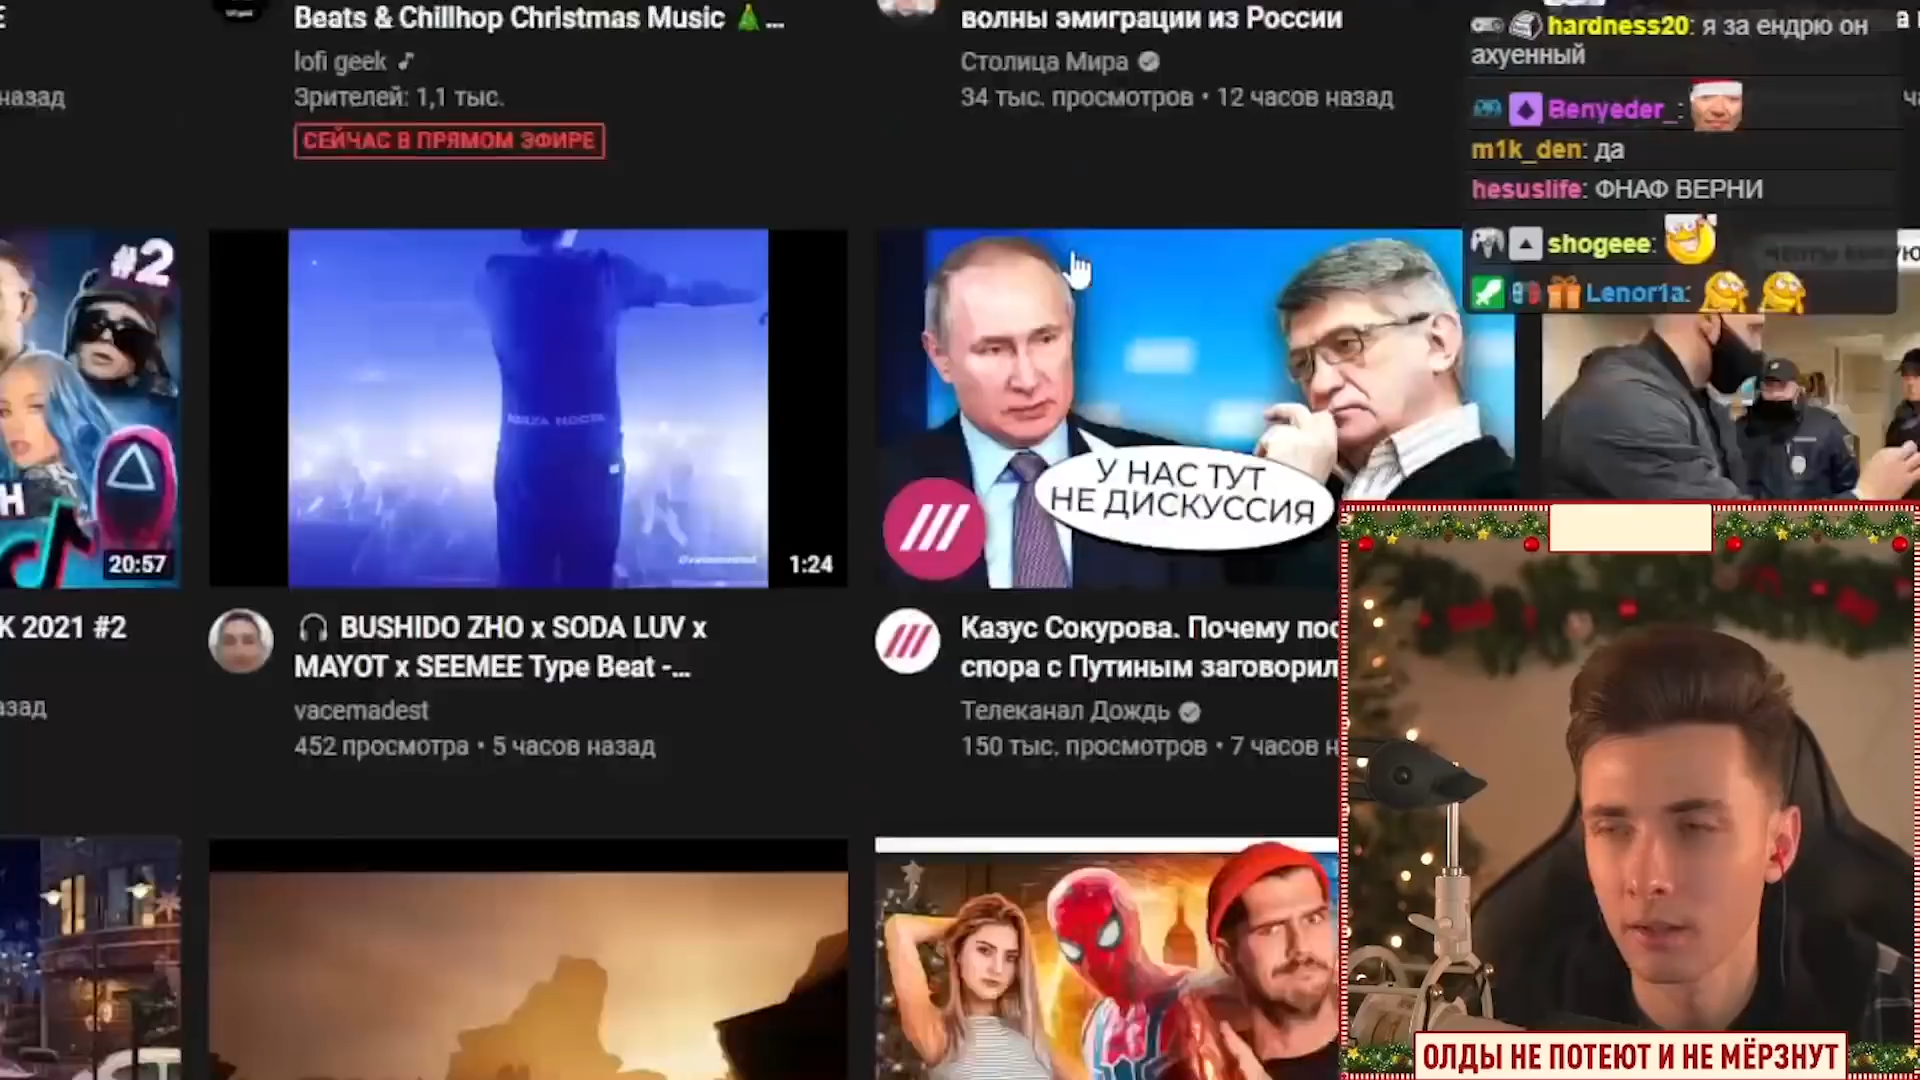 Beats & Chillhop Christmas Music 🎄 ...
lofi geek
Зрителей: 1,1 тыс.
СЕЙЧАС В ПРЯМОМ ЭФИРЕ
назад
волны эмиграции из России
Столица Мира
34 тыс. просмотров • 12 часов назад
hardness20: я за ендрю он
ахуенный
Benyeder_:
m1k_den: да
hesuslife: ФНАФ ВЕРНИ
shogeee:
Lenor1a:
#2
20:57
K 2021 #2
1:24
BUSHIDO ZHO x SODA LUV x
MAYOT x SEEMEE Type Beat -...
vacemadest
452 просмотра • 5 часов назад
У НАС ТУТ
НЕ ДИСКУССИЯ
Казус Сокурова. Почему пос
спора с Путиным заговорил
Телеканал Дождь
150 тыс. просмотров • 7 часов н
ОЛДЫ НЕ ПОТЕЮТ И НЕ МЁРЗНУТ